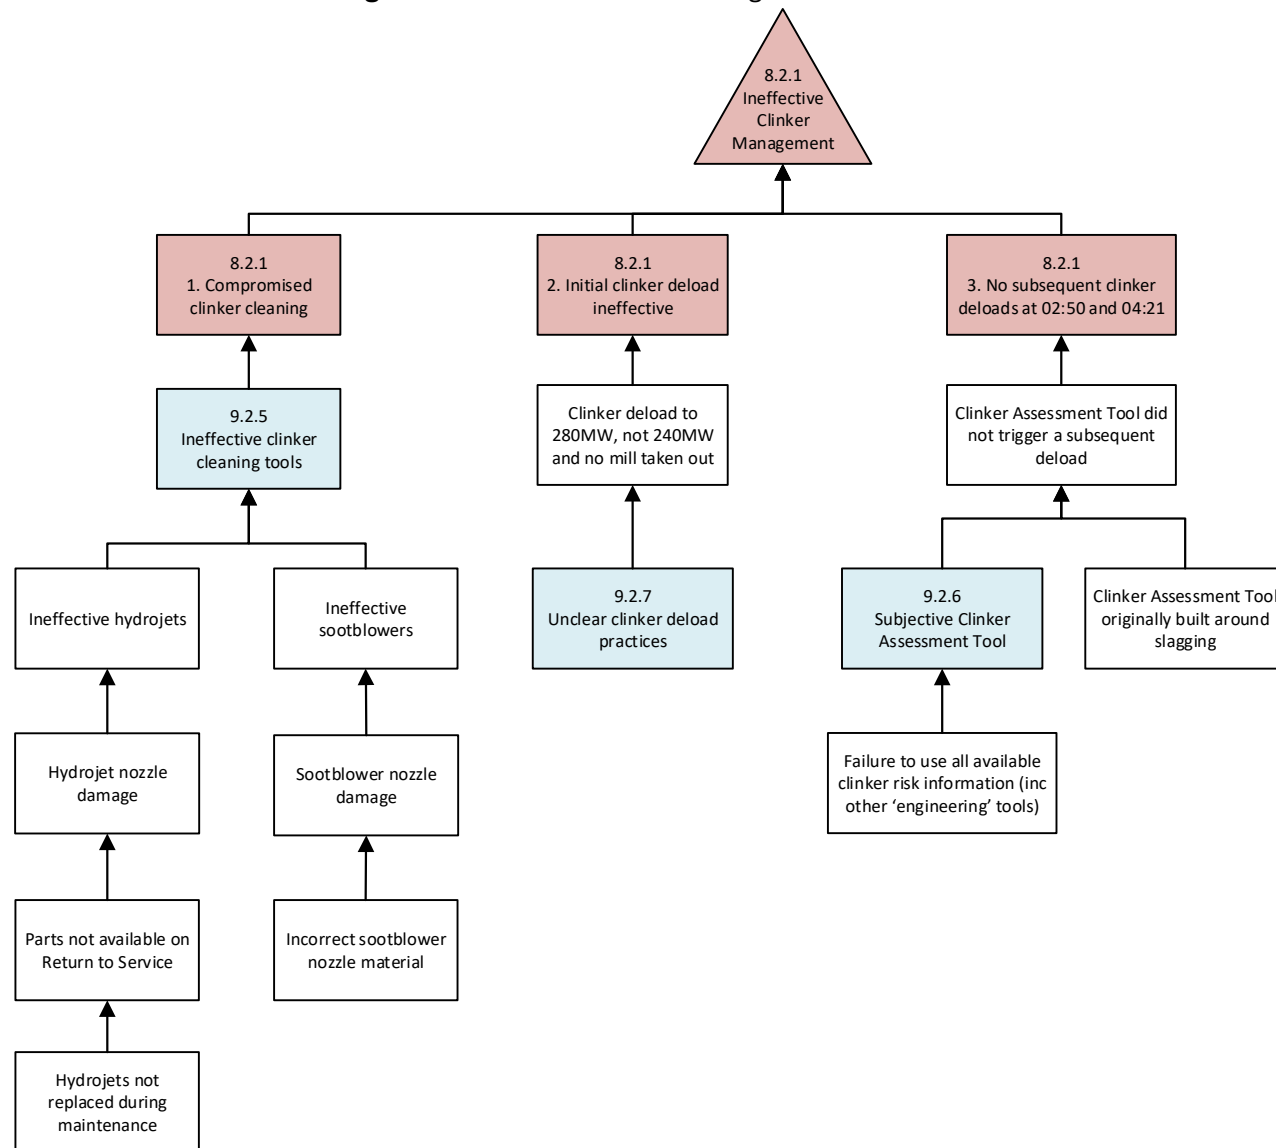 8.2.1
Ineffective
Clinker
Management
8.2.1
1. Compromised
clinker cleaning
8.2.1
2. Initial clinker deload
ineffective
8.2.1
3. No subsequent clinker
deloads at 02:50 and 04:21
9.2.5
Ineffective clinker
cleaning tools
Clinker deload to
280MW, not 240MW
and no mill taken out
Clinker Assessment Tool did
not trigger a subsequent
deload
Ineffective hydrojets
Ineffective
sootblowers
9.2.7
Unclear clinker deload
practices
9.2.6
Subjective Clinker
Assessment Tool
Clinker Assessment Tool
originally built around
slagging
Hydrojet nozzle
damage
Sootblower nozzle
damage
Failure to use all available
clinker risk information (inc
other ‘engineering’ tools)
Parts not available on
Return to Service
Incorrect sootblower
nozzle material
Hydrojets not
replaced during
maintenance